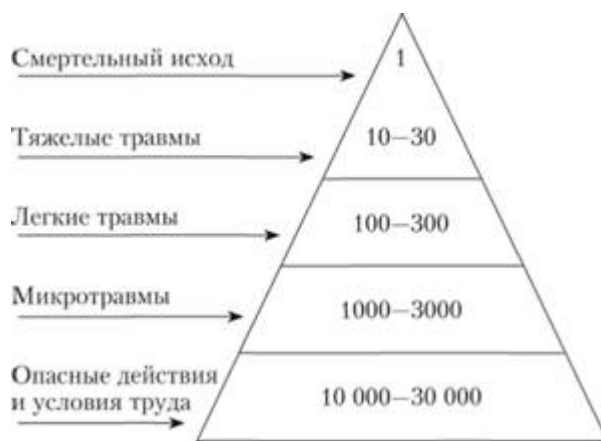 Смертельный исход
1
Тяжелые травмы
10—30
Легкие травмы
100—300
Микротравмы
1000—3000
Опасные действия
и условия труда
10 000—30 000